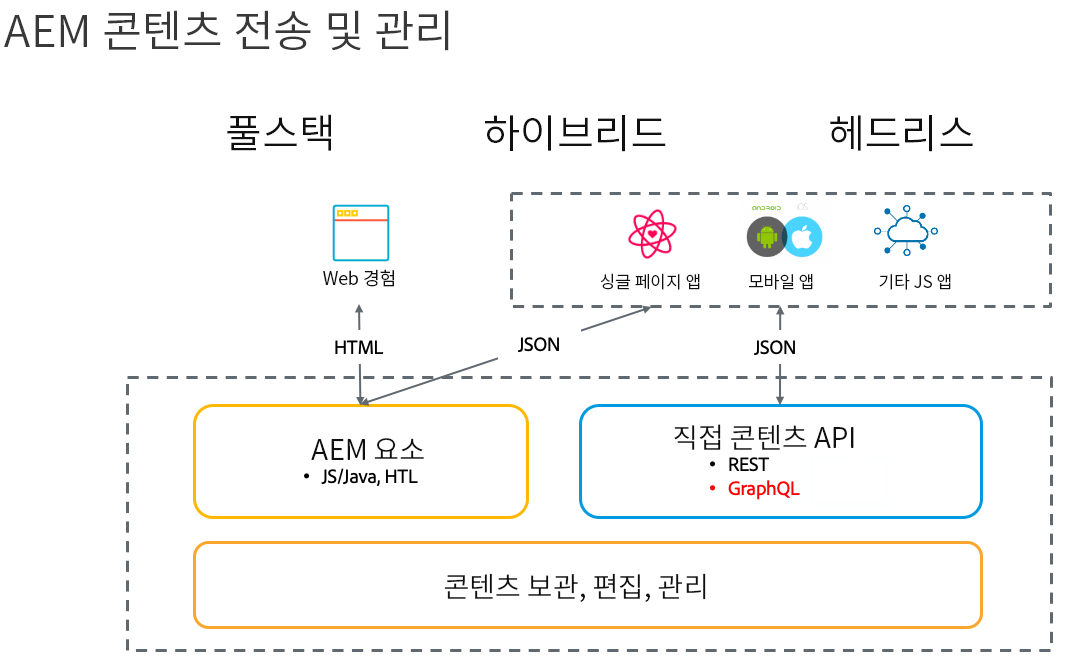 AEM 콘텐츠 전송 및 관리
풀스택
하이브리드
헤드리스
ANDROID
iOS
Web 경험
싱글 페이지 앱
모바일 앱
기타 JS 앱
HTML
JSON
JSON
AEM 요소
• JS/Java, HTL
직접 콘텐츠 API
• REST
• GraphQL
콘텐츠 보관, 편집, 관리